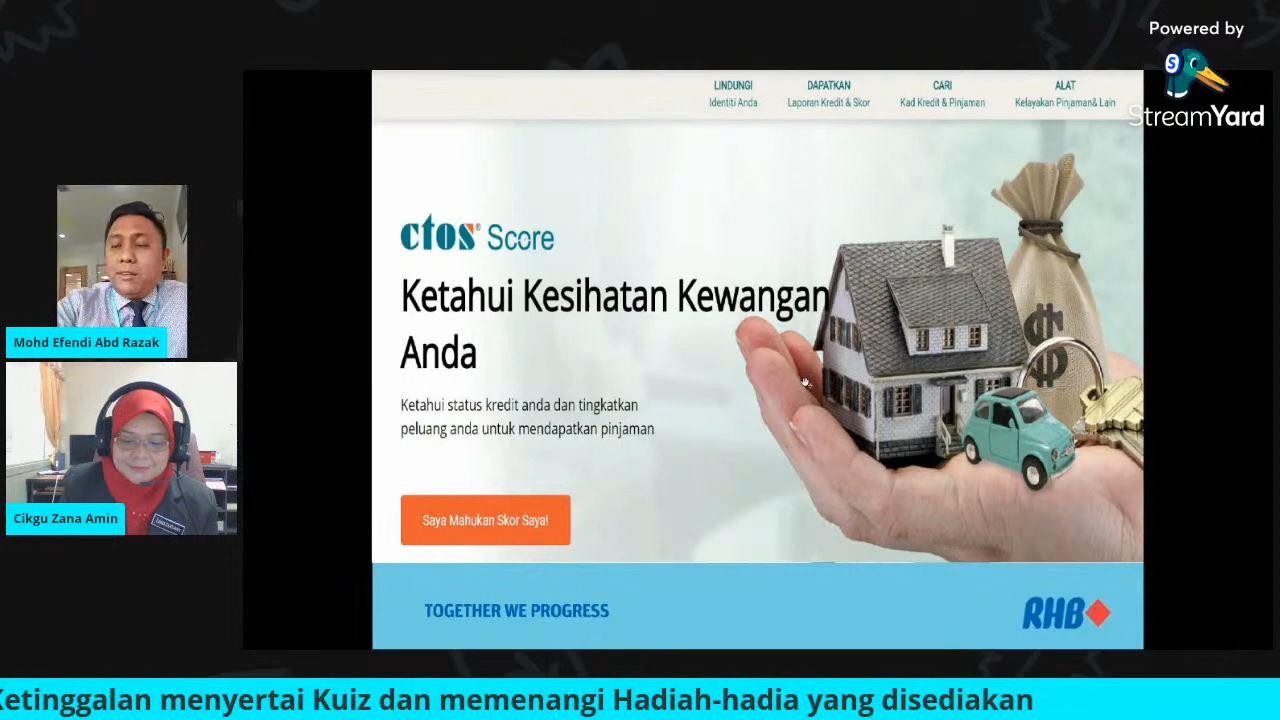 Powered by
StreamYard
LINDUNGI
Identiti Anda
DAPATKAN
Laporan Kredit & Skor
CARI
Kad Kredit & Pinjaman
ALAT
Kelayakan Pinjaman& Lain
ctos® Score
Ketahui Kesihatan Kewangan
Anda
Ketahui status kredit anda dan tingkatkan
peluang anda untuk mendapatkan pinjaman
Saya Mahukan Skor Saya!
TOGETHER WE PROGRESS
RHB
Mohd Efendi Abd Razak
Cikgu Zana Amin
Ketinggalan menyertai Kuiz dan memenangi Hadiah-hadia yang disediakan